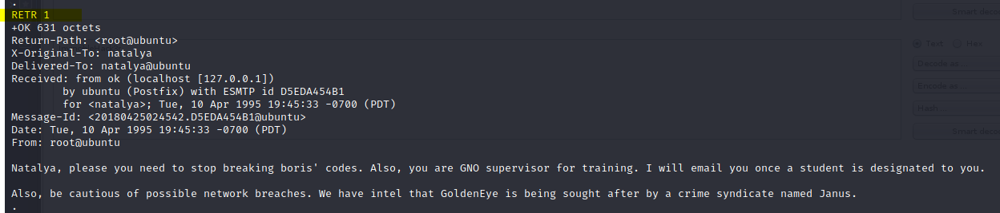 .
RETR 1
+OK 631 octets
Return-Path: <root@ubuntu>
X-Original-To: natalya
Delivered-To: natalya@ubuntu
Received: from ok (localhost [127.0.0.1])
        by ubuntu (Postfix) with ESMTP id D5EDA454B1
        for <natalya>; Tue, 10 Apr 1995 19:45:33 -0700 (PDT)
Message-Id: <20180425024542.D5EDA454B1@ubuntu>
Date: Tue, 10 Apr 1995 19:45:33 -0700 (PDT)
From: root@ubuntu

Natalya, please you need to stop breaking boris' codes. Also, you are GNO supervisor for training. I will email you once a student is designated to you.

Also, be cautious of possible network breaches. We have intel that GoldenEye is being sought after by a crime syndicate named Janus.
.
Smart deco
Text Hex
Decode as ...
Encode as ...
Hash...
Smart deco